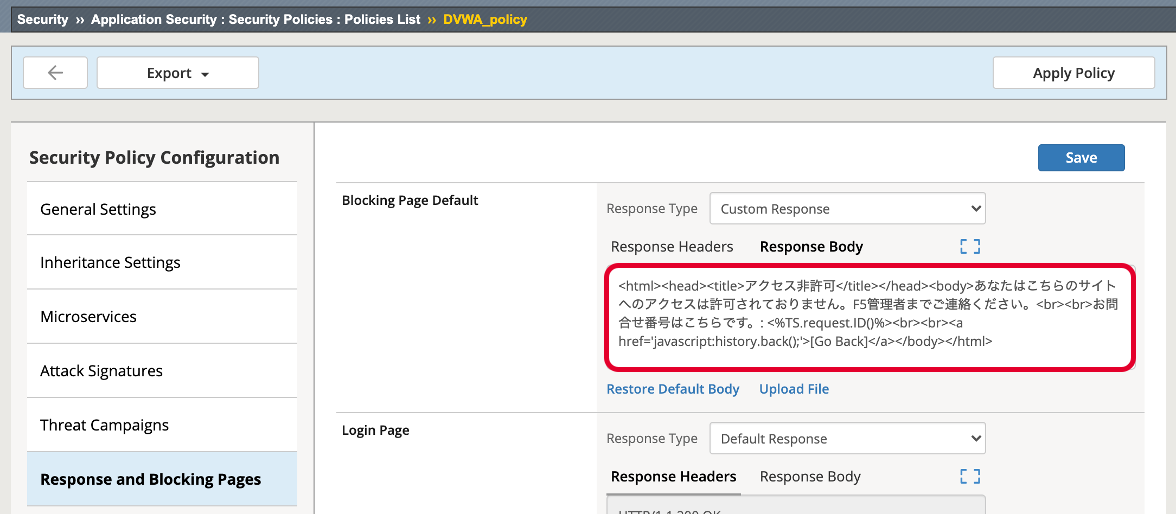 Security ›› Application Security : Security Policies : Policies List ›› DVWA_policy
Export
Apply Policy
Security Policy Configuration
General Settings
Inheritance Settings
Microservices
Attack Signatures
Threat Campaigns
Response and Blocking Pages
Save
Blocking Page Default
Response Type Custom Response
Response Headers Response Body
<html><head><title>アクセス非許可</title></head><body>あなたはこちらのサイト
へのアクセスは許可されておりません。F5管理者までご連絡ください。<br><br>お問
合せ番号はこちらです。: <%TS.request.ID()%><br><br><a
href='javascript:history.back();'>[Go Back]</a></body></html>
Restore Default Body Upload File
Login Page
Response Type Default Response
Response Headers Response Body
HTTP/1.1 200 OK